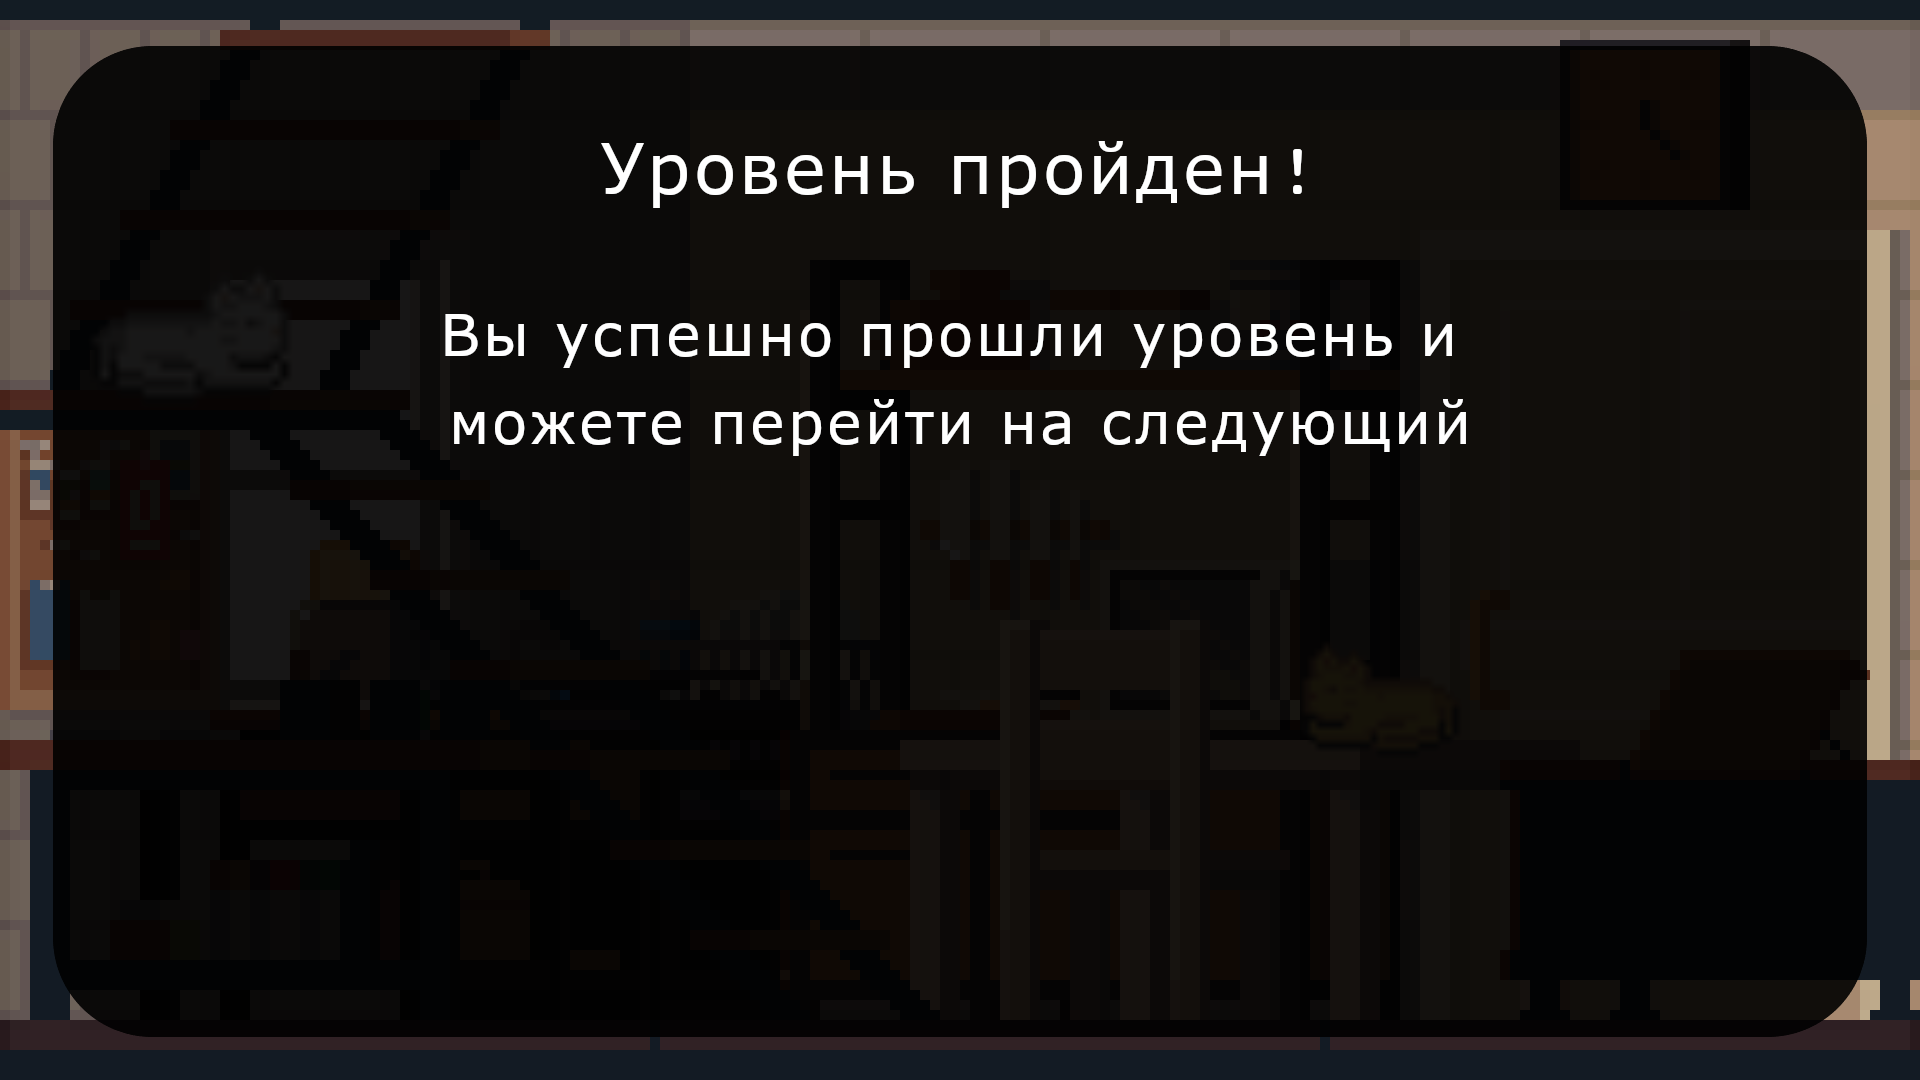 Уровень пройден!
Вы успешно прошли уровень и
можете перейти на следующий